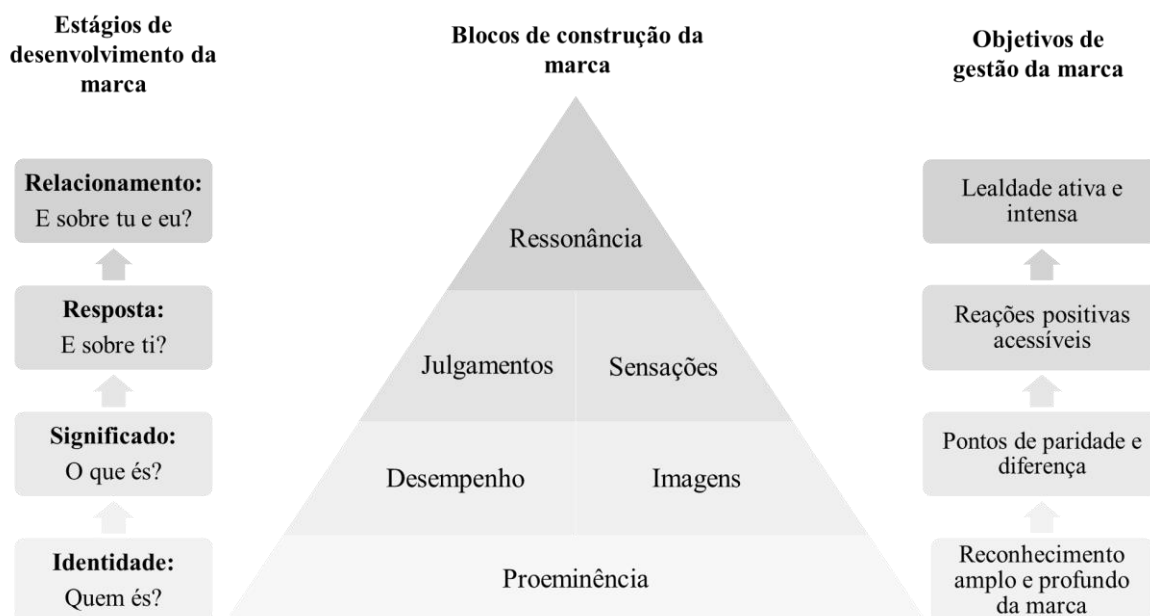 Estágios de
desenvolvimento da
marca
Blocos de construção da
marca
Objetivos de
gestão da marca
Relacionamento:
E sobre tu e eu?
Ressonância
Lealdade ativa e
intensa
Resposta:
E sobre ti?
Julgamentos
Sensações
Reações positivas
acessíveis
Significado:
O que és?
Desempenho
Imagens
Pontos de paridade e
diferença
Identidade:
Quem és?
Proeminência
Reconhecimento
amplo e profundo
da marca